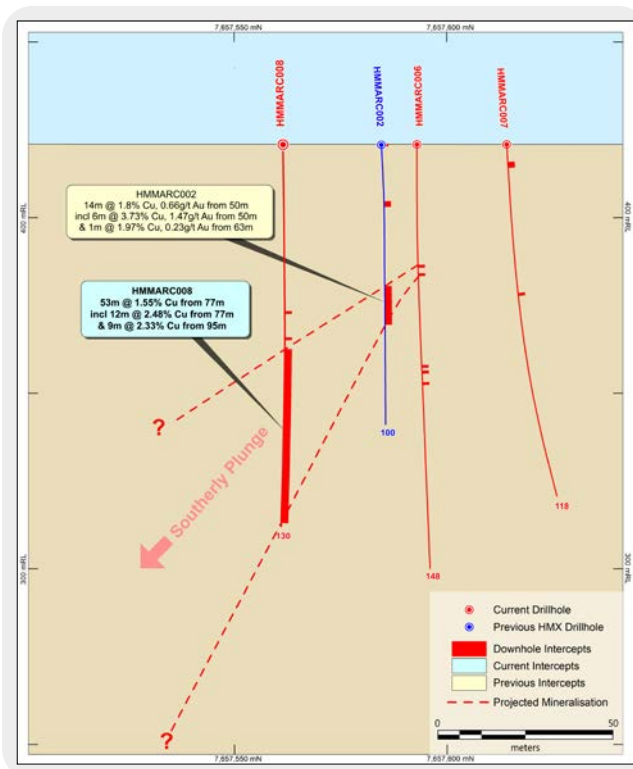 7,657,550 mN
7,657,600 mN
HMMARC008
HMMARC002
HMMARC006
HMMARC007
400 mRL
400 mRL
HMMARC002
14m @ 1.8% Cu, 0.66g/t Au from 50m
incl 6m @ 3.73% Cu, 1.47g/t Au from 50m
& 1m @ 1.97% Cu, 0.23g/t Au from 63m
HMMARC008
53m @ 1.55% Cu from 77m
incl 12m @ 2.48% Cu from 77m
& 9m @ 2.33% Cu from 95m
?
100
Southerly Plunge
118
130
300 mRL
148
300 mRL
Current Drillhole
Previous HMX Drillhole
Downhole Intercepts
Current Intercepts
Previous Intercepts
Projected Mineralisation
0
50
meters
?
7,657,550 mN
7,657,600 mN